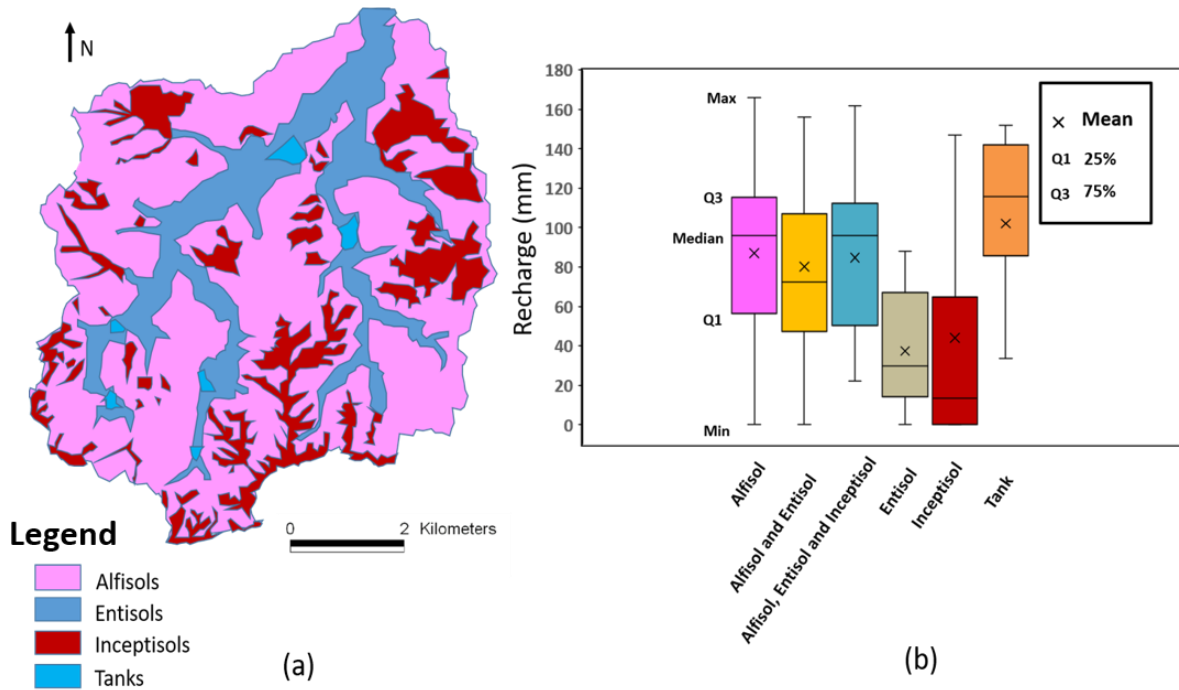 N
0 2 Kilometers
Legend
Alfisols
Entisols
Inceptisols
Tanks
(a)
Recharge (mm)
180
160
140
120
100
80
60
40
20
0
Max
Q3
Median
Q1
Min
× Mean
Q1 25%
Q3 75%
Alfisol
Alfisol and Entisol
Alfisol, Entisol and Inceptisol
Entisol
Inceptisol
Tank
(b)